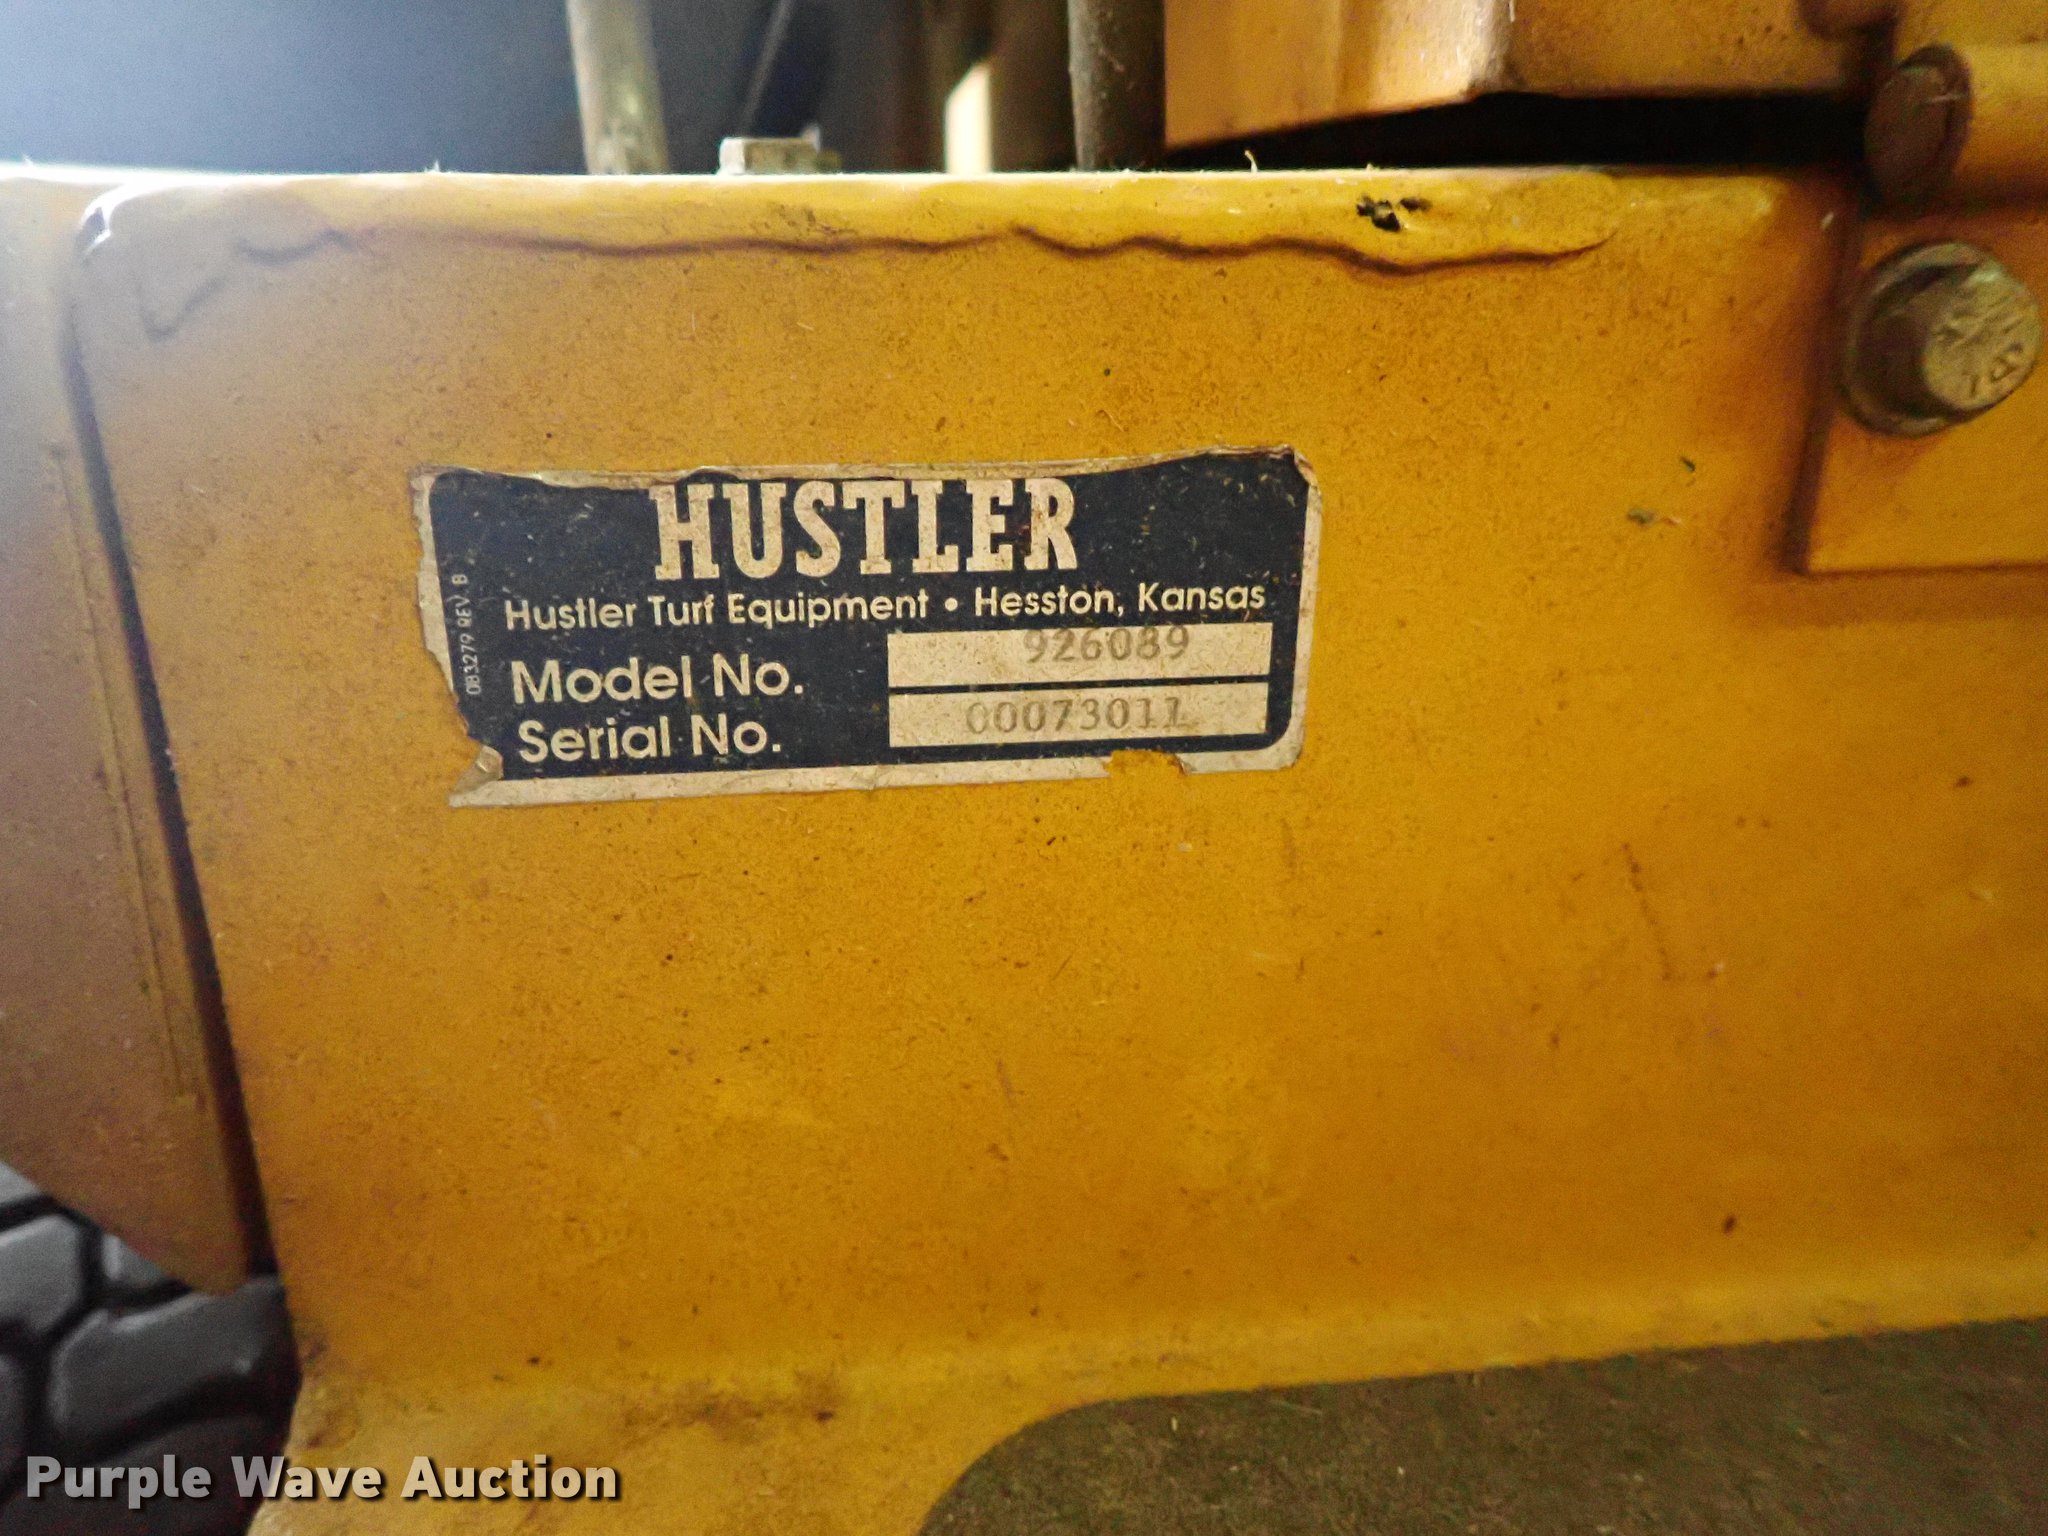 HUSTLER
Hustler Turf Equipment • Hesston, Kansas
Model No. 926089
Serial No. 00073011
083279 REV. B
Purple Wave Auction